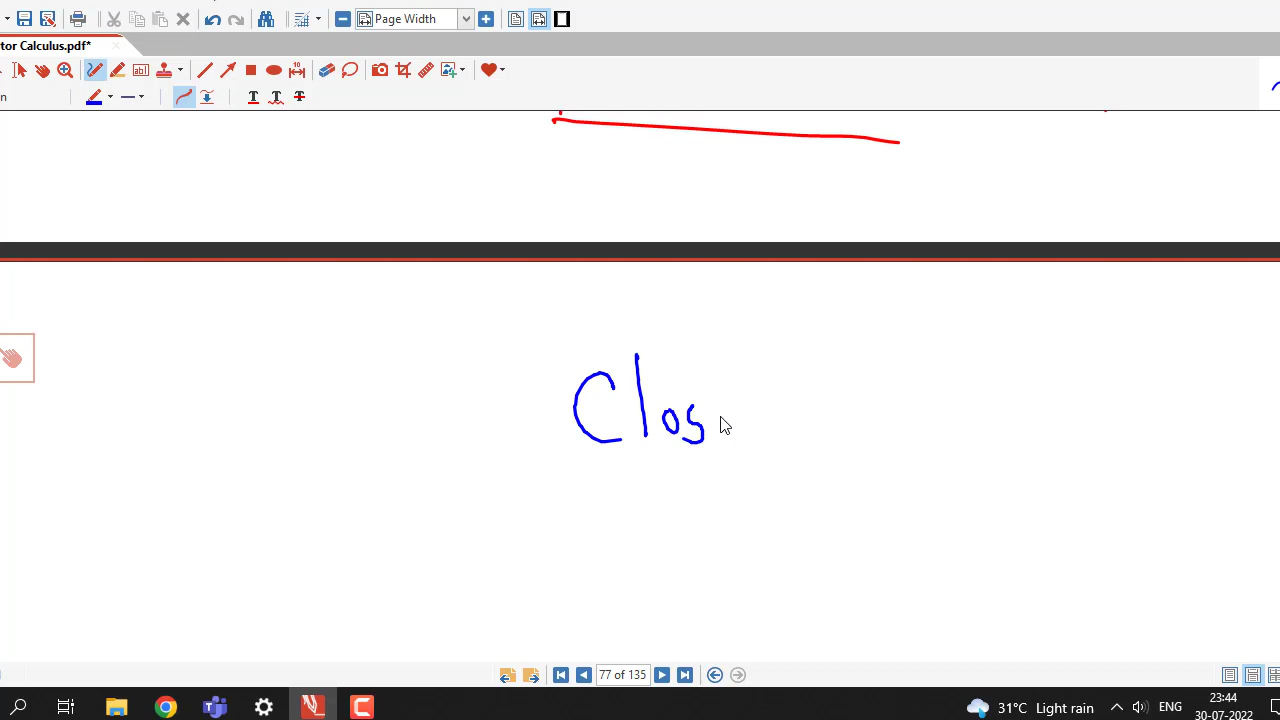 Page Width
tor Calculus.pdf*
n
Clos
77 of 135
31°C Light rain
ENG
23:44
30-07-2022